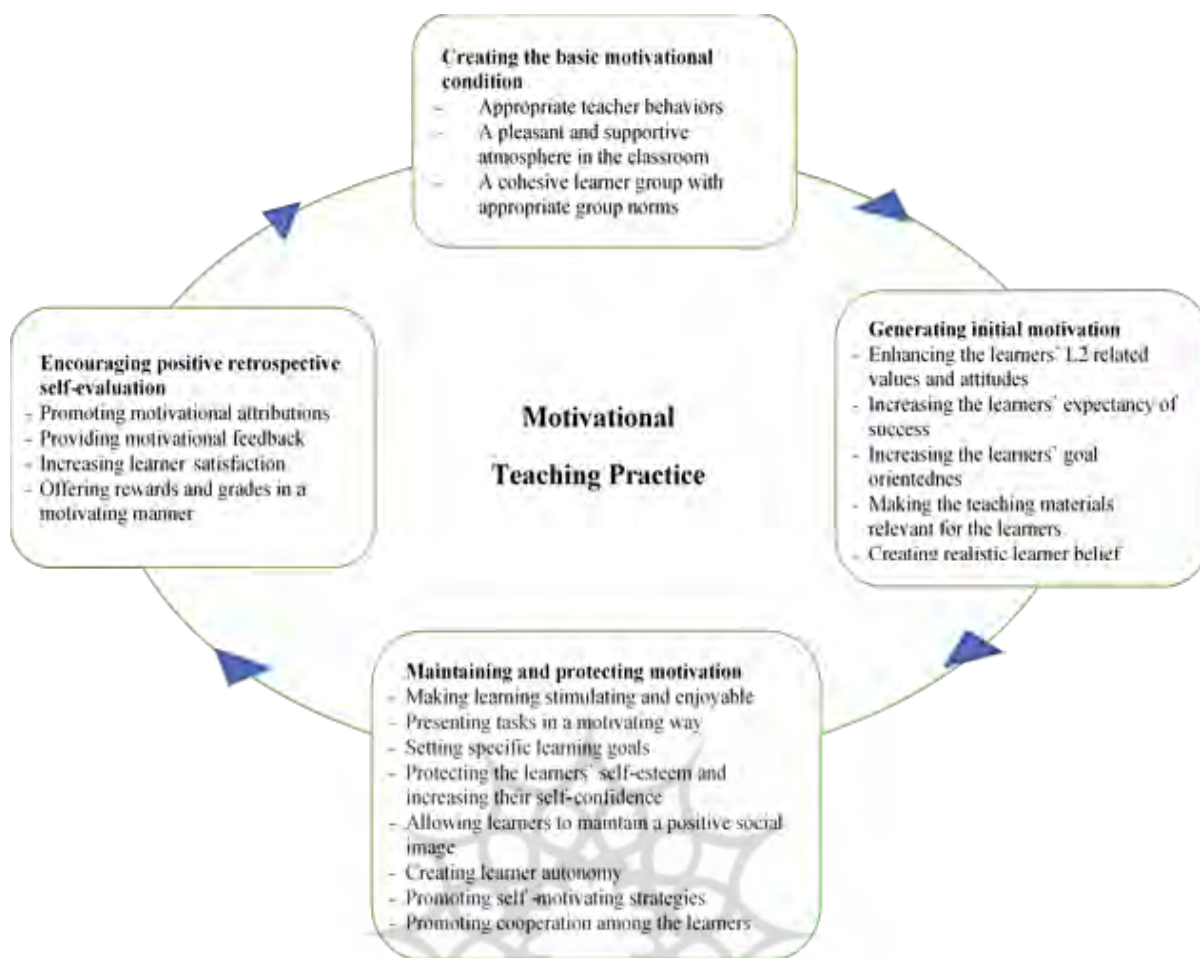 Creating the basic motivational
condition
- Appropriate teacher behaviors
- A pleasant and supportive
atmosphere in the classroom
- A cohesive learner group with
appropriate group norms
Generating initial motivation
- Enhancing the learners' L2 related
values and attitudes
- Increasing the learners' expectancy of
success
- Increasing the learners' goal
orientednes
- Making the teaching materials
relevant for the learners
- Creating realistic learner belief
Encouraging positive retrospective
self-evaluation
- Promoting motivational attributions
- Providing motivational feedback
- Increasing learner satisfaction
- Offering rewards and grades in a
motivating manner
Motivational
Teaching Practice
Maintaining and protecting motivation
- Making learning stimulating and enjoyable
- Presenting tasks in a motivating way
- Setting specific learning goals
- Protecting the learners' self-esteem and
increasing their self-confidence
- Allowing learners to maintain a positive social
image
- Creating learner autonomy
- Promoting self-motivating strategies
- Promoting cooperation among the learners